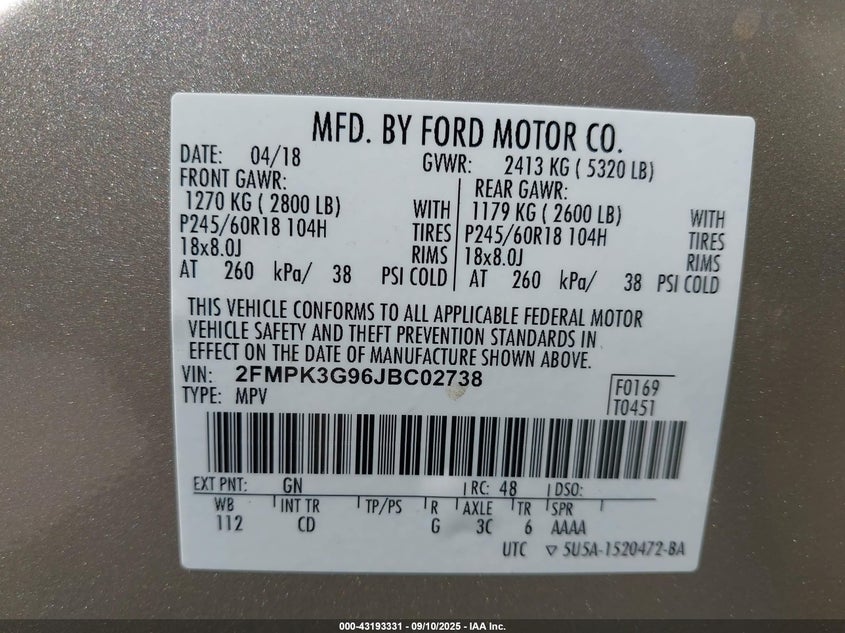 MFD. BY FORD MOTOR CO.
DATE: 04/18 GVWR: 2413 KG ( 5320 LB)
FRONT GAWR: REAR GAWR:
1270 KG ( 2800 LB) WITH 1179 KG ( 2600 LB) WITH
P245/60R18 104H TIRES P245/60R18 104H TIRES
18x8.0J RIMS 18x8.0J RIMS
AT 260 kPa/ 38 PSI COLD AT 260 kPa/ 38 PSI COLD
THIS VEHICLE CONFORMS TO ALL APPLICABLE FEDERAL MOTOR
VEHICLE SAFETY AND THEFT PREVENTION STANDARDS IN
EFFECT ON THE DATE OF MANUFACTURE SHOWN ABOVE.
VIN: 2FMPK3G96JBC02738 F0169
TYPE: MPV T0451
EXT PNT: GN RC: 48 DSO:
WB INT TR TP/PS R AXLE TR SPR
112 CD G 3C 6 AAAA
UTC ▽ 5U5A-1520472-BA
000-43193331 - 09/10/2025 - IAA Inc.